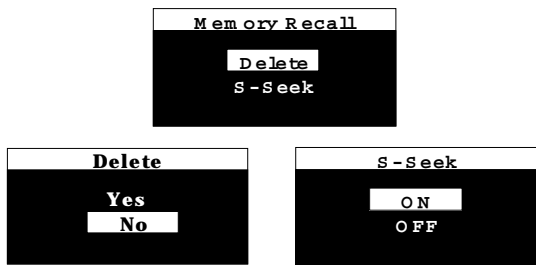 Memory Recall
Delete
S-Seek
Delete
Yes
No
S-Seek
ON
OFF